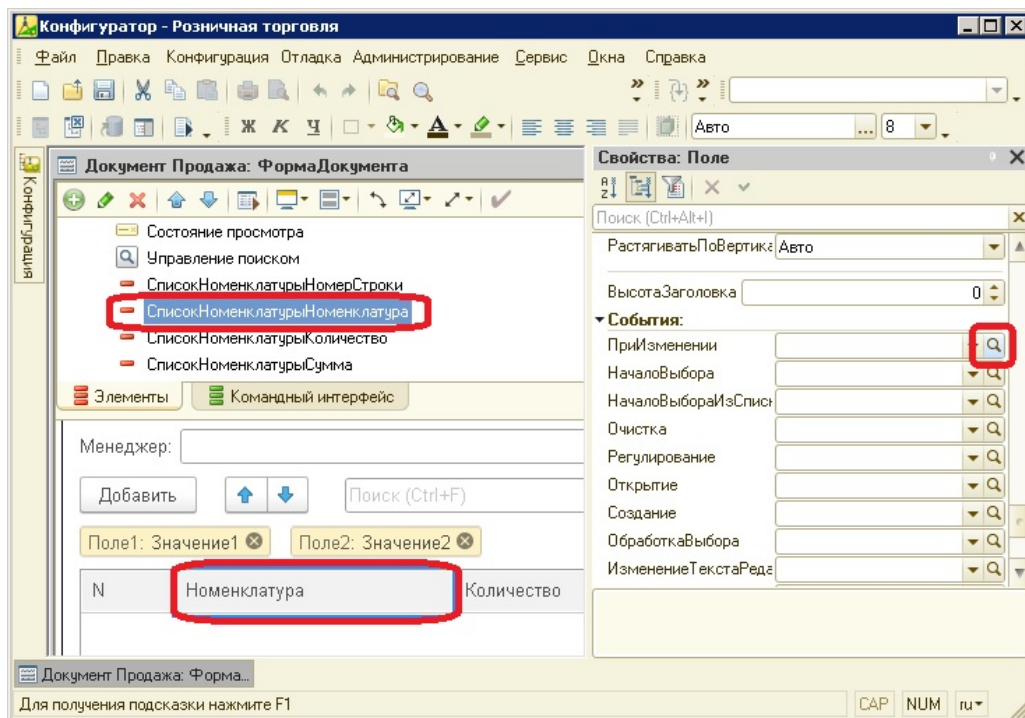 Конфигуратор - Розничная торговля
Файл Правка Конфигурация Отладка Администрирование Сервис Окна Справка
Ж К Ч А Авто ... 8
Конфигурация
Документ Продажа: ФормаДокумента
Состояние просмотра
Управление поиском
СписокНоменклатурыНомерСтроки
СписокНоменклатурыНоменклатура
СписокНоменклатурыКоличество
СписокНоменклатурыСумма
Элементы Командный интерфейс
Менеджер:
Добавить Поиск (Ctrl+F)
Поле1: Значение1 Поле2: Значение2
N Номенклатура Количество
Свойства: Поле
Поиск (Ctrl+Alt+I)
РастягиватьПоВертика Авто
ВысотаЗаголовка 0
События:
ПриИзменении
НачалоВыбора
НачалоВыбораИзСписк
Очистка
Регулирование
Открытие
Создание
ОбработкаВыбора
ИзменениеТекстаРеда
Документ Продажа: Форма...
Для получения подсказки нажмите F1 CAP NUM ru